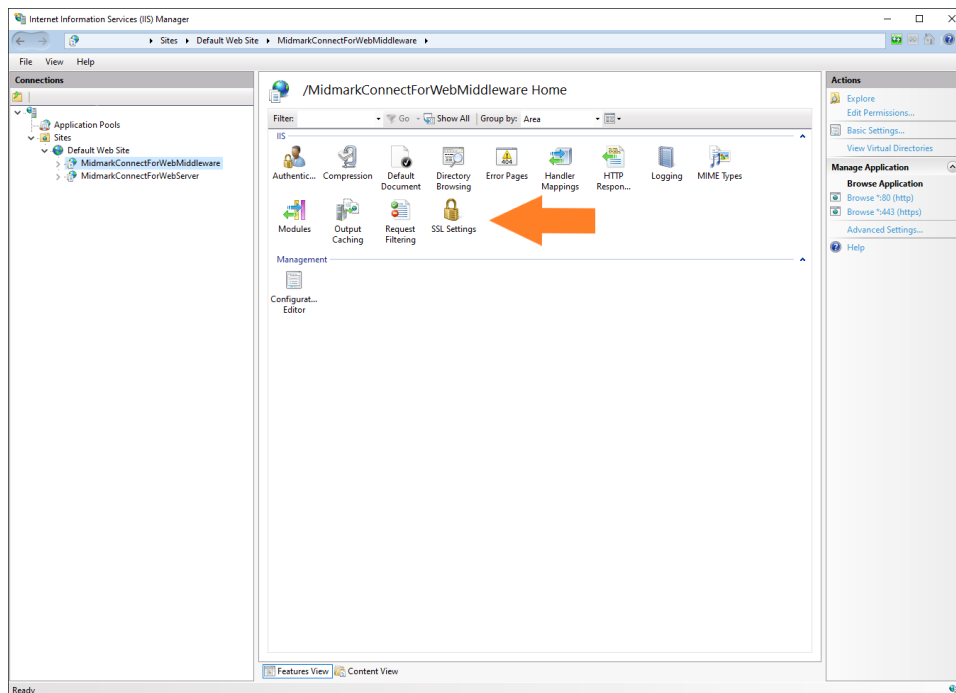 Internet Information Services (IIS) Manager
Sites Default Web Site MidmarkConnectForWebMiddleware
File View Help
Connections
Application Pools
Sites
Default Web Site
MidmarkConnectForWebMiddleware
MidmarkConnectForWebServer
/MidmarkConnectForWebMiddleware Home
Filter: Go Show All Group by: Area
IIS
Authentic... Compression Default Document Directory Browsing Error Pages Handler Mappings HTTP Respon... Logging MIME Types
Modules Output Caching Request Filtering SSL Settings
Management
Configurat... Editor
Features View Content View
Actions
Explore
Edit Permissions...
Basic Settings...
View Virtual Directories
Manage Application
Browse Application
Browse *:80 (http)
Browse *:443 (https)
Advanced Settings...
Help
Ready